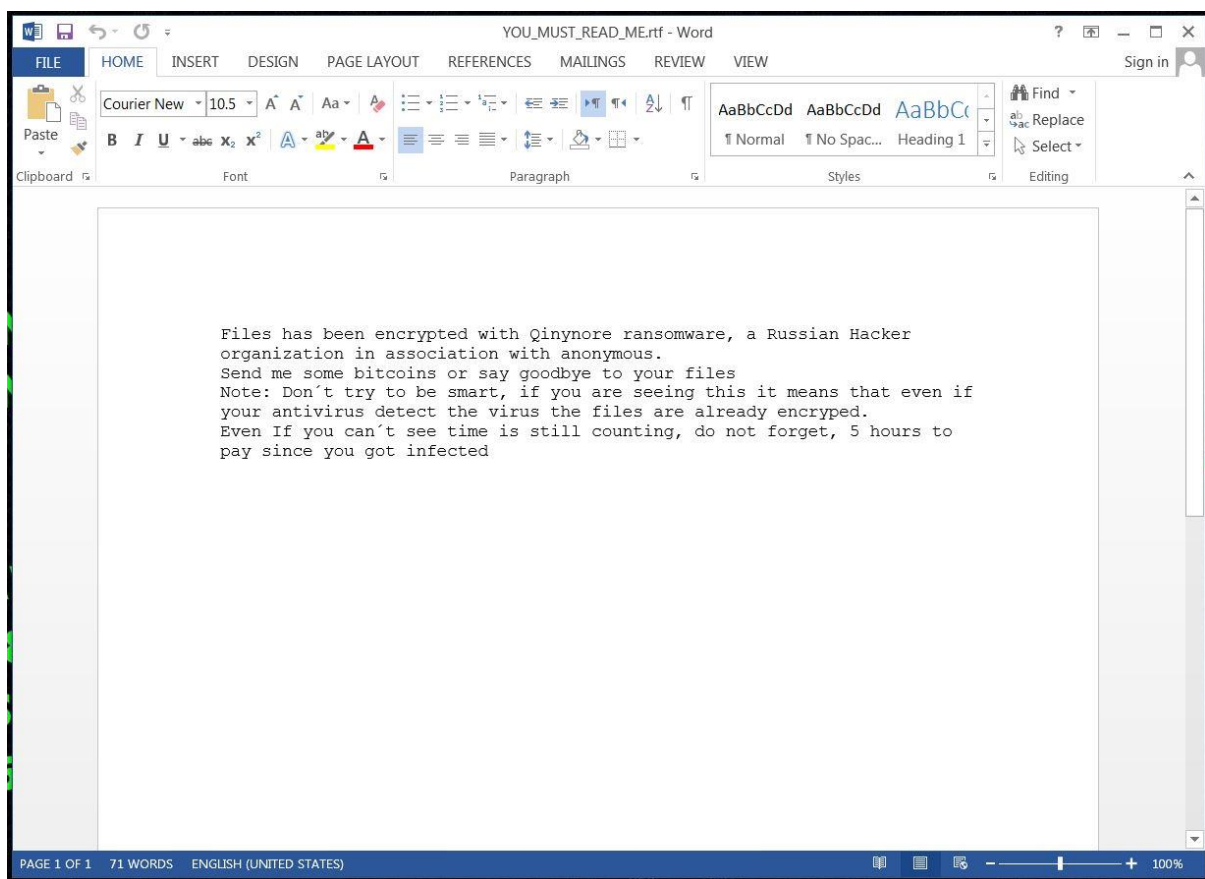 YOU_MUST_READ_ME.rtf - Word
?
FILE HOME INSERT DESIGN PAGE LAYOUT REFERENCES MAILINGS REVIEW VIEW Sign in
Courier New 10.5 Aa
AaBbCcDd AaBbCcDd AaBbC
Find
Paste
Replace
B I U abc x₂ x² A aby A
¶ Normal ¶ No Spac... Heading 1
Select
Clipboard Font Paragraph Styles Editing
Files has been encrypted with Qinynore ransomware, a Russian Hacker
organization in association with anonymous.
Send me some bitcoins or say goodbye to your files
Note: Don´t try to be smart, if you are seeing this it means that even if
your antivirus detect the virus the files are already encryped.
Even If you can´t see time is still counting, do not forget, 5 hours to
pay since you got infected
PAGE 1 OF 1 71 WORDS ENGLISH (UNITED STATES) 100%